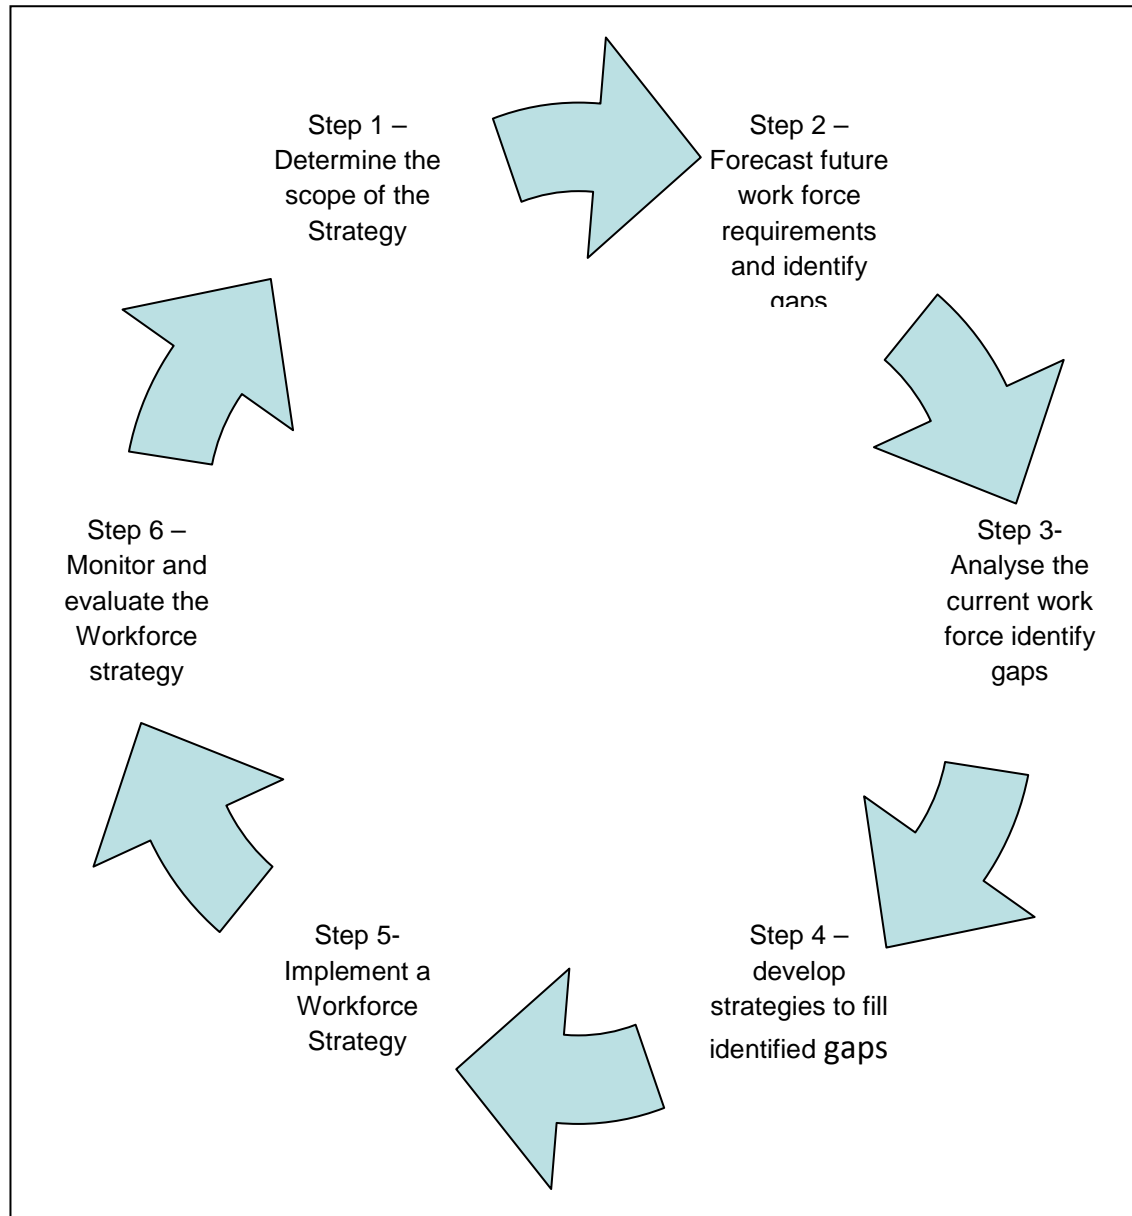 Step 1 –
Determine the
scope of the
Strategy
Step 2 –
Forecast future
work force
requirements
and identify
gaps
Step 3-
Analyse the
current work
force identify
gaps
Step 4 –
develop
strategies to fill
identified gaps
Step 5-
Implement a
Workforce
Strategy
Step 6 –
Monitor and
evaluate the
Workforce
strategy